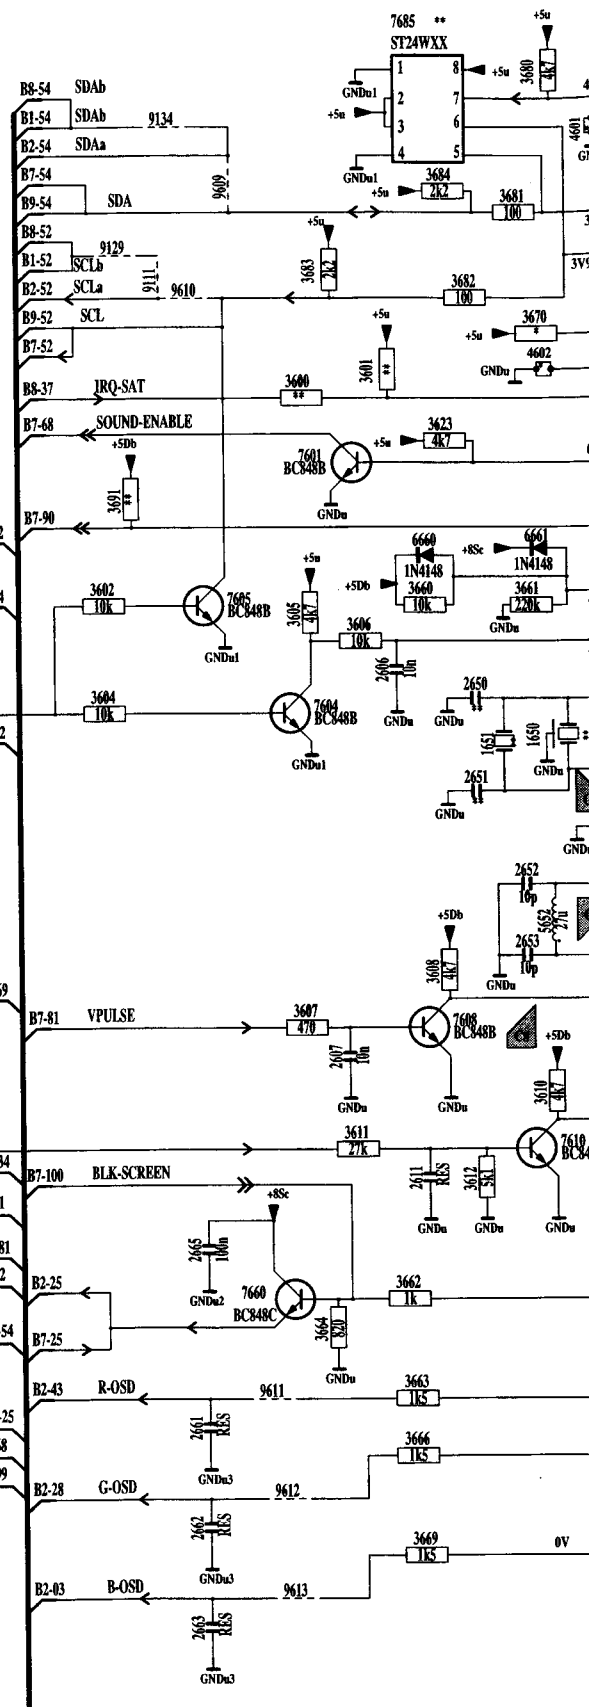 7685 **
ST24WXX
+5u
3680
4k7
1
8
+5u
GNDu1
2
7
+5u
3
6
4
5
GNDu1
4601
B8-54 SDAb
B1-54 SDAb 9134
B2-54 SDAa
B7-54
9609
B9-54 SDA
+5u
3684
2k2
3681
100
B8-52
9129
B1-52 SCLb
9111
B2-52 SCLa 9610
+5u
3683
2k2
3682
100
B9-52 SCL
B7-52
+5u
3601
**
+5u
3670
*
GNDu
4602
B8-37 IRQ-SAT
3600
**
B7-68 SOUND-ENABLE
+5u
3623
4k7
7601
BC848B
GNDu
+5Db
3691
**
B7-90
+5u
3605
4k7
+5Db
6660
1N4148
3660
10k
+8Sc
6661
1N4148
3661
220k
GNDu
3602
10k
7605
BC848B
GNDu1
3606
10k
2606
10n
GNDu
3604
10k
7604
BC848B
GNDu1
2650
**
GNDu
1651
1650
**
GNDu
2651
**
GNDu
GNDu
2652
10p
5652
27u
2653
10p
GNDu
+5Db
3608
4k7
B7-81 VPULSE
3607
470
2607
10n
GNDu
7608
BC848B
GNDu
+5Db
3610
4k7
3611
27k
2611
RES
GNDu
3612
5k1
GNDu
7610
GNDu
B7-100 BLK-SCREEN
+8Sc
2665
100n
GNDu2
7660
BC848C
3662
1k
3664
820
GNDu
B2-25
B7-25
B2-43 R-OSD 9611
3663
1k5
2661
RES
GNDu3
3666
1k5
B2-28 G-OSD 9612
2662
RES
GNDu3
3669
1k5
0V
B2-03 B-OSD 9613
2663
RES
GNDu3